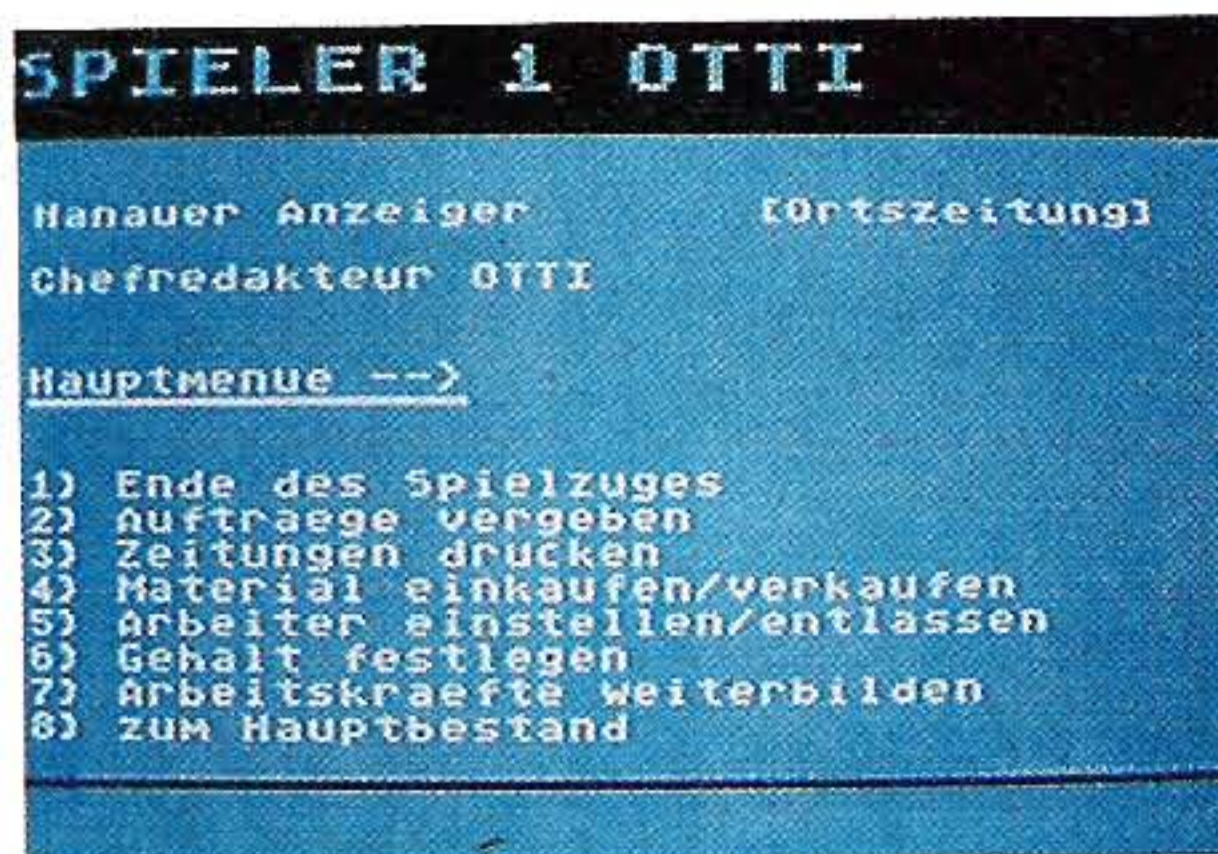 SPIELER 1 OTTI
Hanauer Anzeiger [Ortszeitung]
Chefredakteur OTTI
Hauptmenue -->
1) Ende des Spielzuges
2) Auftraege vergeben
3) Zeitungen drucken
4) Material einkaufen/verkaufen
5) Arbeiter einstellen/entlassen
6) Gehalt festlegen
7) Arbeitskraefte weiterbilden
8) zum Hauptbestand